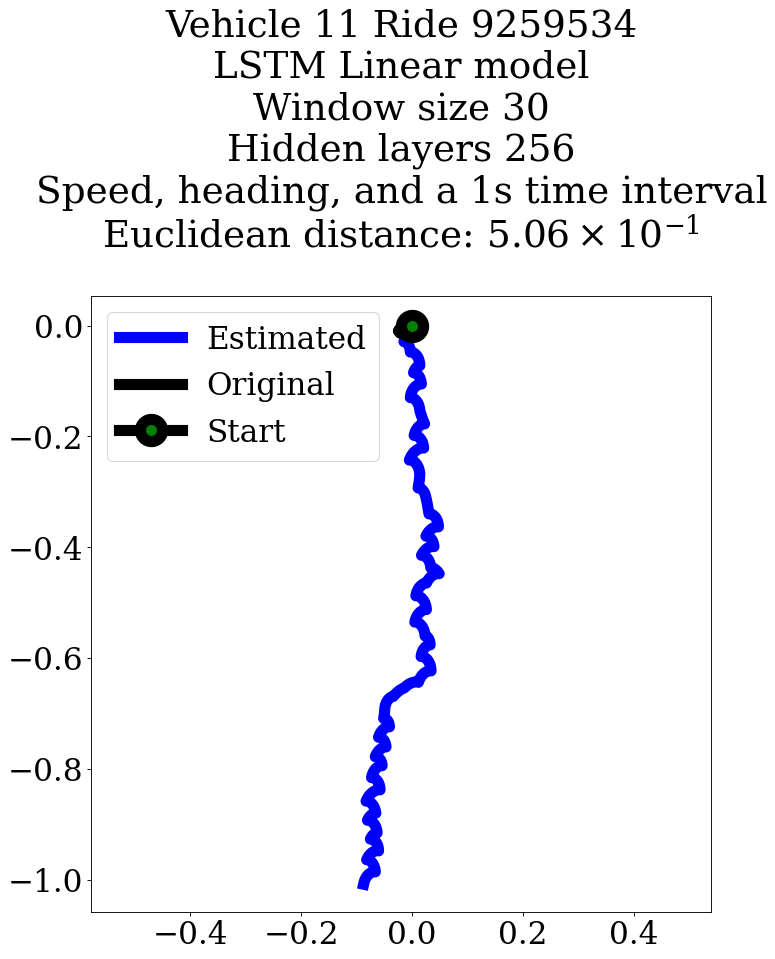 Vehicle 11 Ride 9259534
LSTM Linear model
Window size 30
Hidden layers 256
Speed, heading, and a 1s time interval
Euclidean distance: 5.06 × 10⁻¹
Estimated
Original
Start
0.0
−0.2
−0.4
−0.6
−0.8
−1.0
−0.4 −0.2 0.0 0.2 0.4